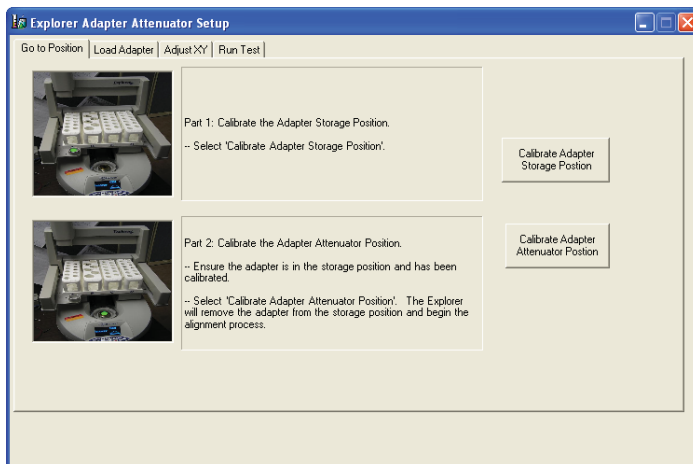 Explorer Adapter Attenuator Setup
Go to Position
Load Adapter
Adjust XY
Run Test
Part 1: Calibrate the Adapter Storage Position.
-- Select 'Calibrate Adapter Storage Position'.
Calibrate Adapter
Storage Postion
Part 2: Calibrate the Adapter Attenuator Position.
-- Ensure the adapter is in the storage position and has been
calibrated.
-- Select 'Calibrate Adapter Attenuator Position'. The Explorer
will remove the adapter from the storage position and begin the
alignment process.
Calibrate Adapter
Attenuator Postion